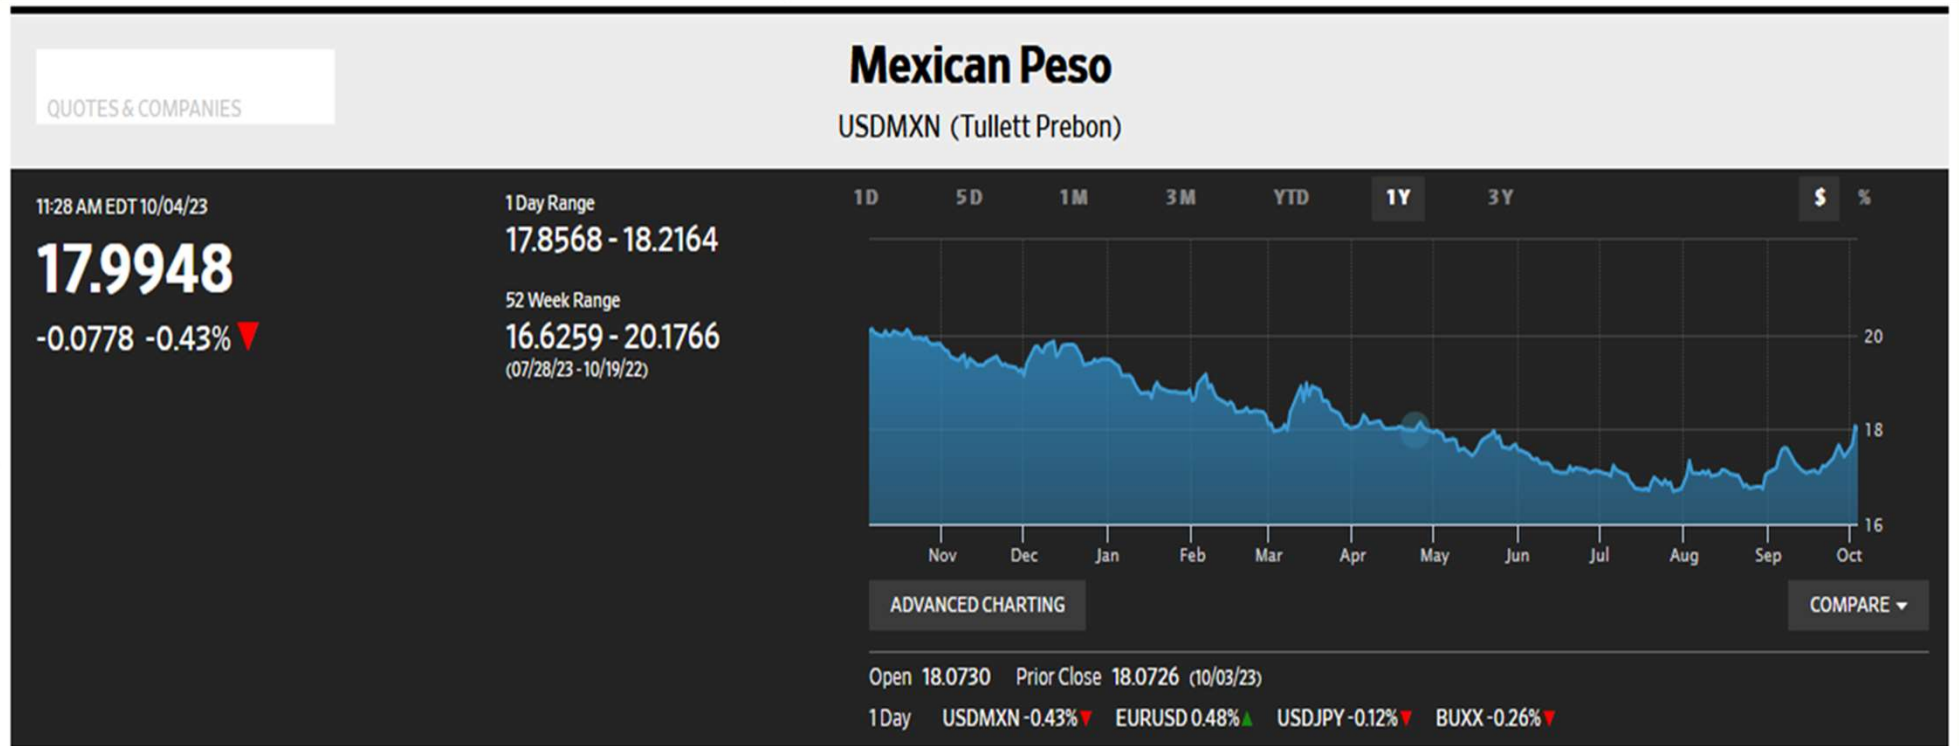 Mexican Peso
USDMXN (Tullett Prebon)
QUOTES & COMPANIES
11:28 AM EDT 10/04/23
17.9948
-0.0778 -0.43%
1 Day Range
17.8568 - 18.2164
52 Week Range
16.6259 - 20.1766
(07/28/23 - 10/19/22)
1D 5D 1M 3M YTD 1Y 3Y $ %
20
18
16
Nov Dec Jan Feb Mar Apr May Jun Jul Aug Sep Oct
ADVANCED CHARTING COMPARE
Open 18.0730 Prior Close 18.0726 (10/03/23)
1 Day USDMXN -0.43% EURUSD 0.48% USDJPY -0.12% BUXX -0.26%